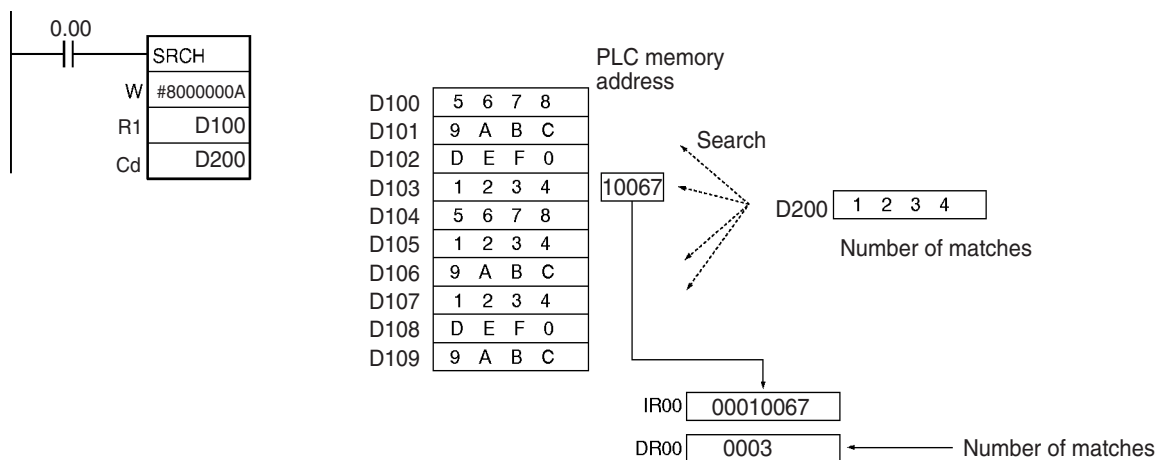 0.00
SRCH
W #8000000A
R1 D100
Cd D200
PLC memory
address
D100 5 6 7 8
D101 9 A B C
D102 D E F 0
D103 1 2 3 4
D104 5 6 7 8
D105 1 2 3 4
D106 9 A B C
D107 1 2 3 4
D108 D E F 0
D109 9 A B C
10067
Search
D200 1 2 3 4
Number of matches
IR00 00010067
DR00 0003 Number of matches